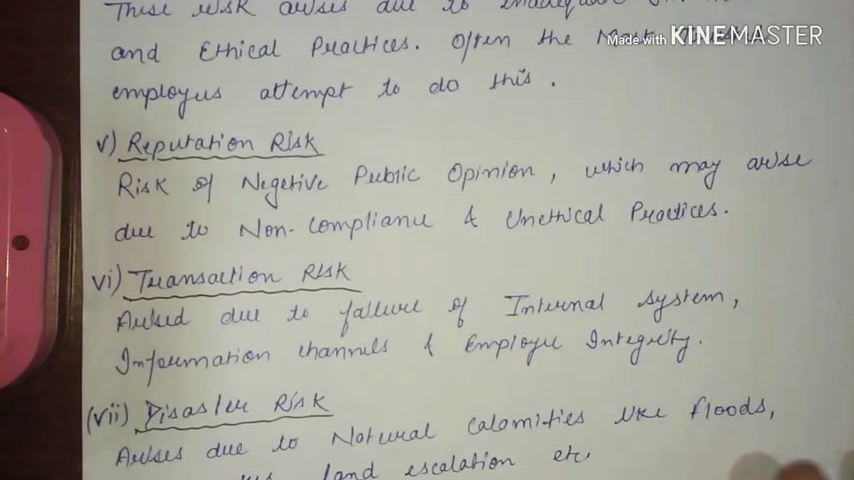 These risk arises due to
and Ethical Practices. Often the Most
Made with KINEMASTER
employees attempt to do this.
v) Reputation Risk
Risk of Negetive Public Opinion, which may arise
due to Non-Compliance & Unethical Practices.
vi) Transaction Risk
Arised due to failure of Internal System,
Information channels & Employee Integrity.
(vii) Disaster Risk
Arises due to Natural Calamities like floods,
land escalation etc.